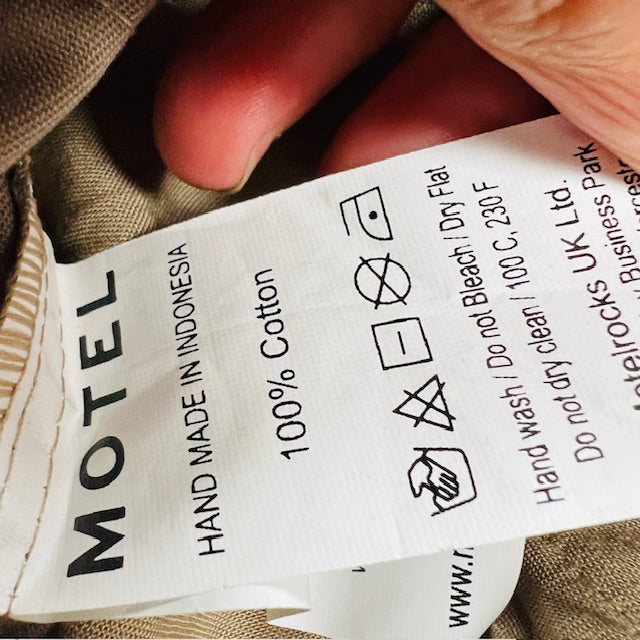 MOTEL
HAND MADE IN INDONESIA
100% Cotton
Hand wash / Do not Bleach / Dry Flat
Do not dry clean / 100 C, 230 F
UK Ltd.
Business Park